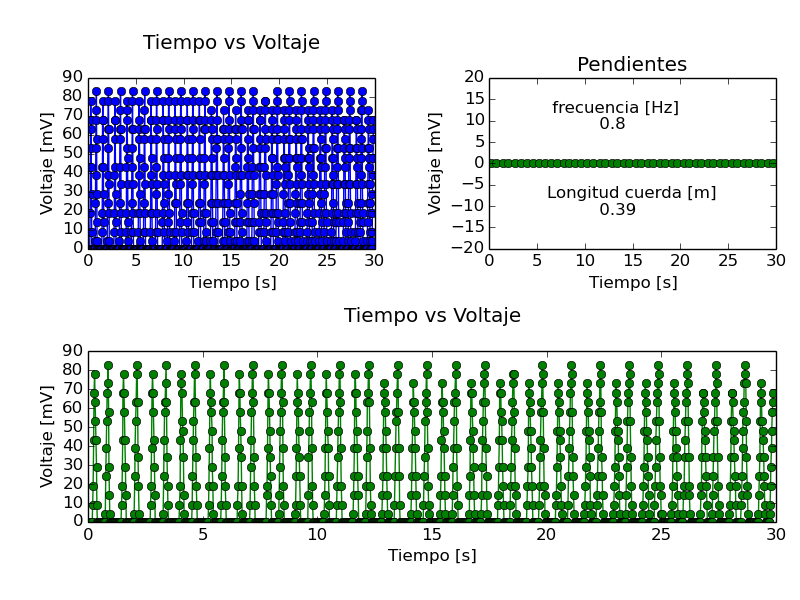 Tiempo vs Voltaje
Voltaje [mV]
90
80
70
60
50
40
30
20
10
0
0 5 10 15 20 25 30
Tiempo [s]
Pendientes
Voltaje [mV]
20
15
10
5
0
−5
−10
−15
−20
frecuencia [Hz]
0.8
Longitud cuerda [m]
0.39
0 5 10 15 20 25 30
Tiempo [s]
Tiempo vs Voltaje
Voltaje [mV]
90
80
70
60
50
40
30
20
10
0
0 5 10 15 20 25 30
Tiempo [s]